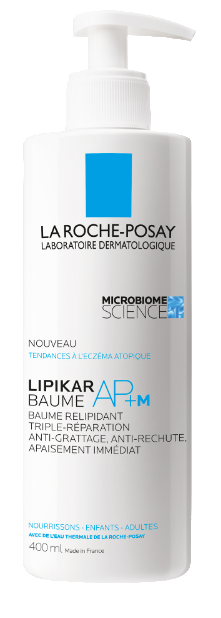 LA ROCHE-POSAY
LABORATOIRE DERMATOLOGIQUE
MICROBIOME
SCIENCE
NOUVEAU
TENDANCES À L'ECZÉMA ATOPIQUE
LIPIKAR
BAUME AP+M
BAUME RELIPIDANT
TRIPLE-RÉPARATION
ANTI-GRATTAGE, ANTI-RECHUTE,
APAISEMENT IMMÉDIAT
NOURRISSONS - ENFANTS - ADULTES
AVEC DE L'EAU THERMALE DE LA ROCHE-POSAY
400 ml. Made in France